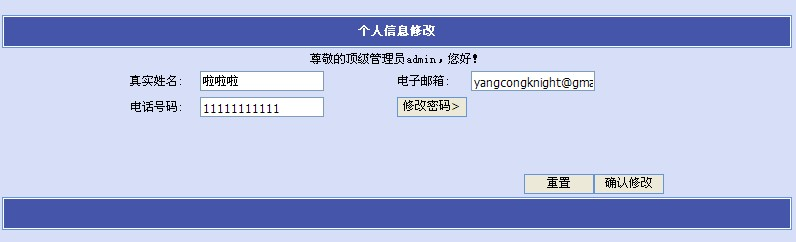 个人信息修改
尊敬的顶级管理员admin，您好！
真实姓名： 啦啦啦 电子邮箱： yangcongknight@gma
电话号码： 11111111111 修改密码>
重置 确认修改